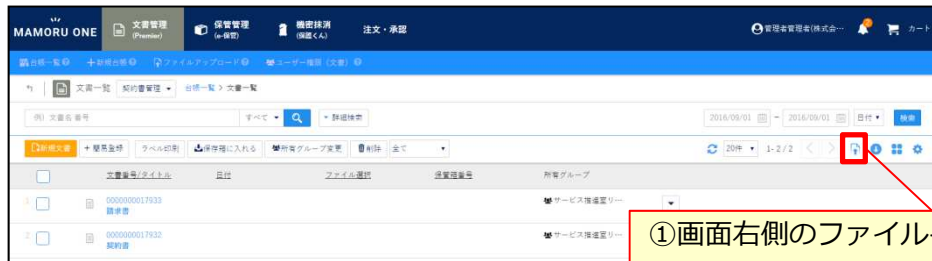 MAMORU ONE 文書管理 (Premier) 保管管理 (e-保管) 機密抹消 (保護くん) 注文・承認 管理者管理者(株式会… カート
台帳一覧 +新規台帳 ファイルアップロード ユーザー権限 (文書)
文書一覧 契約書管理 台帳一覧 > 文書一覧
例) 文書名 番号 すべて 詳細検索 2016/09/01 ~ 2016/09/01 日付 検索
新規文書 +簡易登録 ラベル印刷 保存箱に入れる 所有グループ変更 削除 全て 20件 1-2 / 2
文書番号/タイトル 日付 ファイル選択 保管箱番号 所有グループ
1 0000000017933 サービス推進室リ…
請求書
2 0000000017932 サービス推進室リ…
契約書
①画面右側のファイル